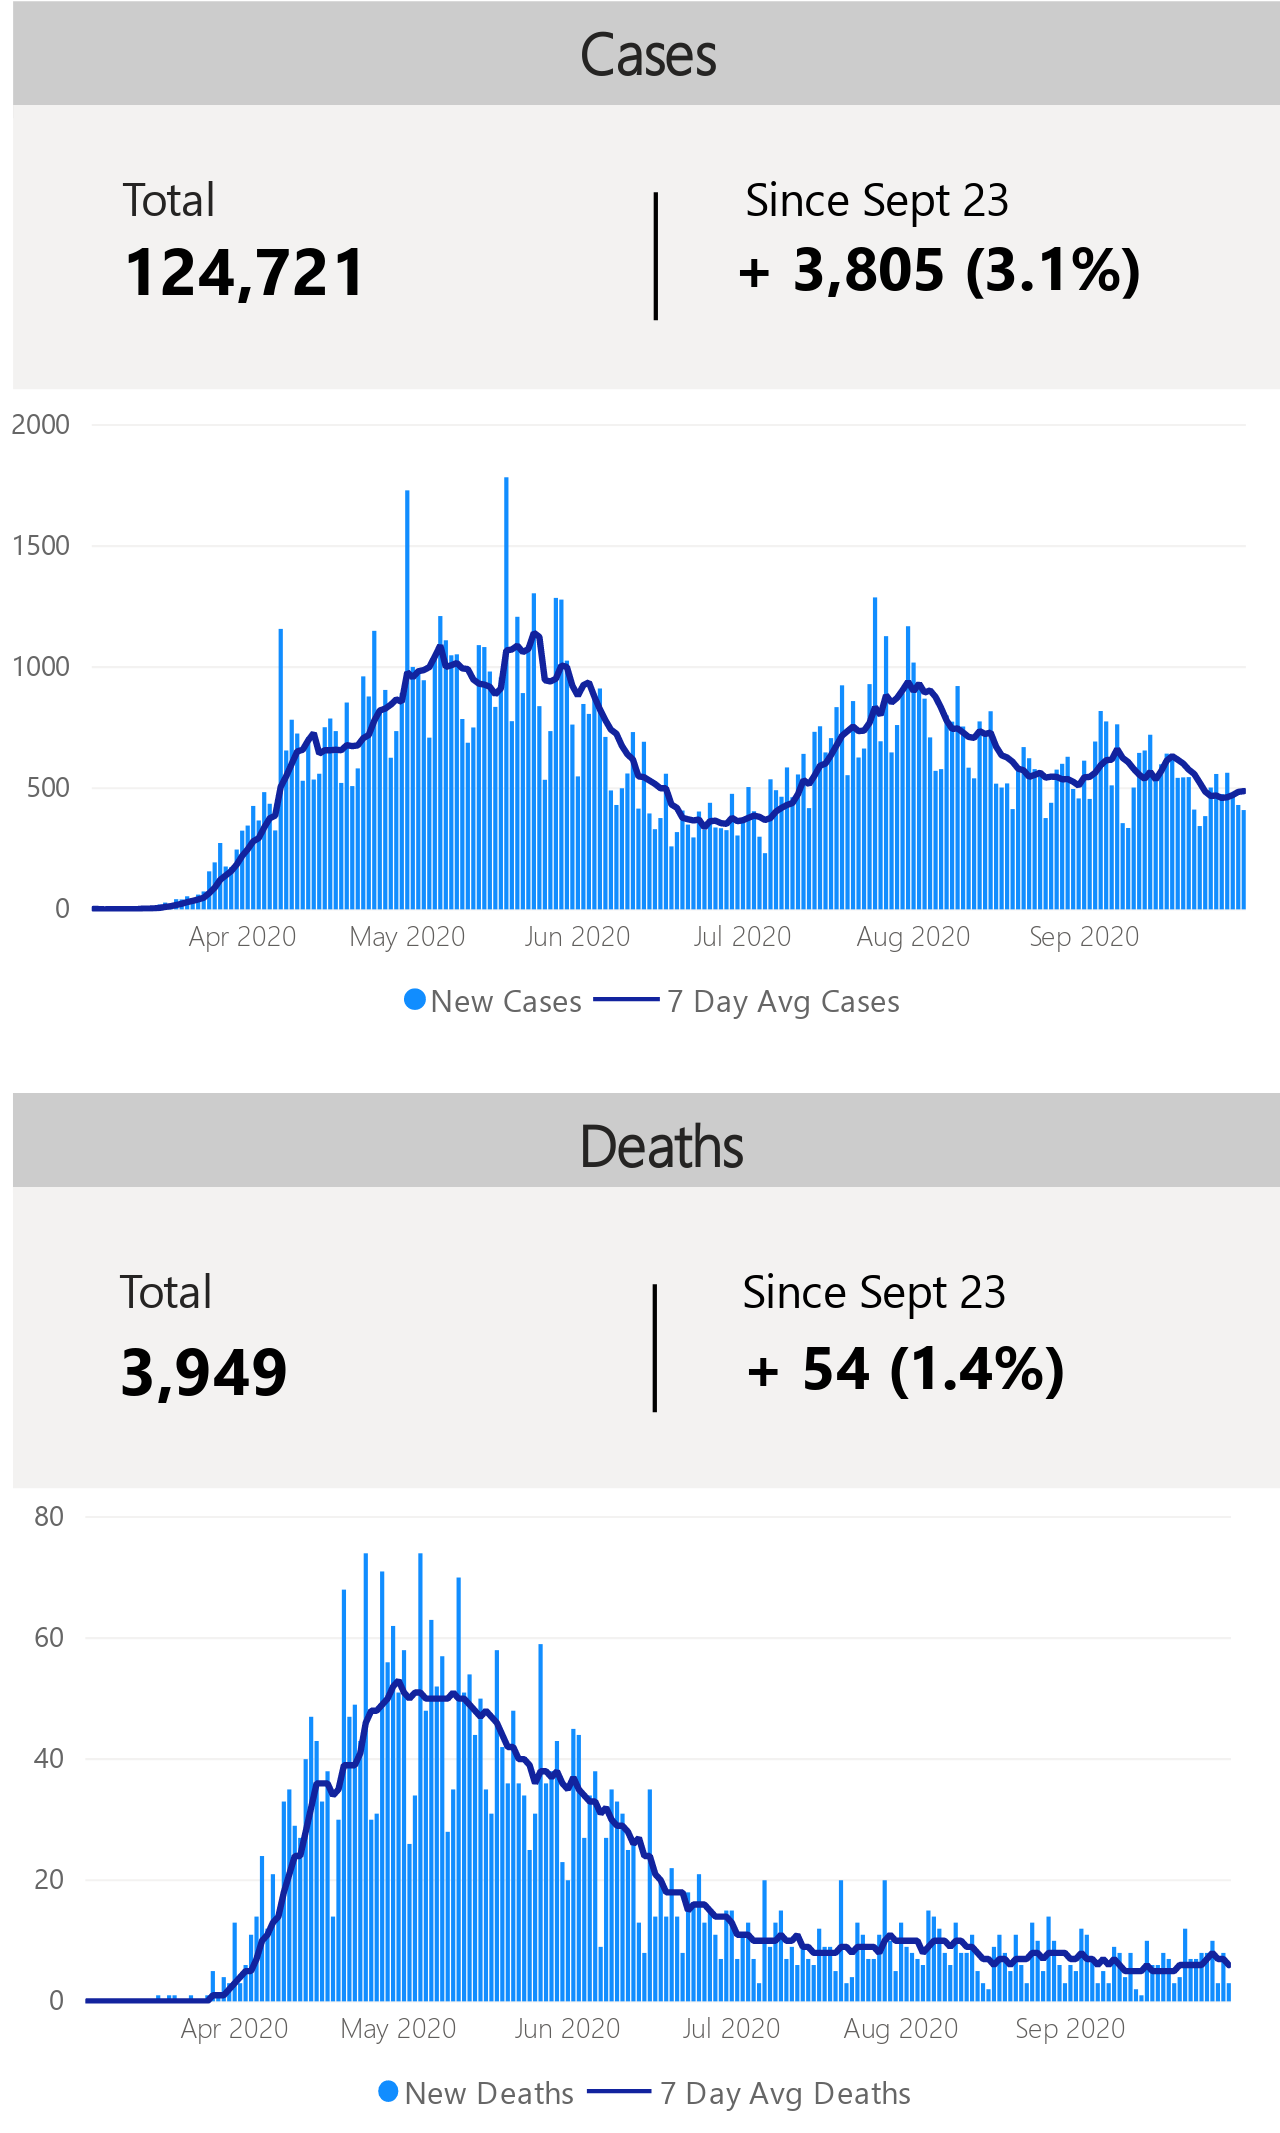 Cases
Total
Since Sept 23
124,721
+ 3,805 (3.1%)
2000
1500
1000
500
0
Apr 2020 May 2020 Jun 2020 Jul 2020 Aug 2020 Sep 2020
New Cases 7 Day Avg Cases
Deaths
Total
Since Sept 23
3,949
+ 54 (1.4%)
80
60
40
20
0
Apr 2020 May 2020 Jun 2020 Jul 2020 Aug 2020 Sep 2020
New Deaths 7 Day Avg Deaths